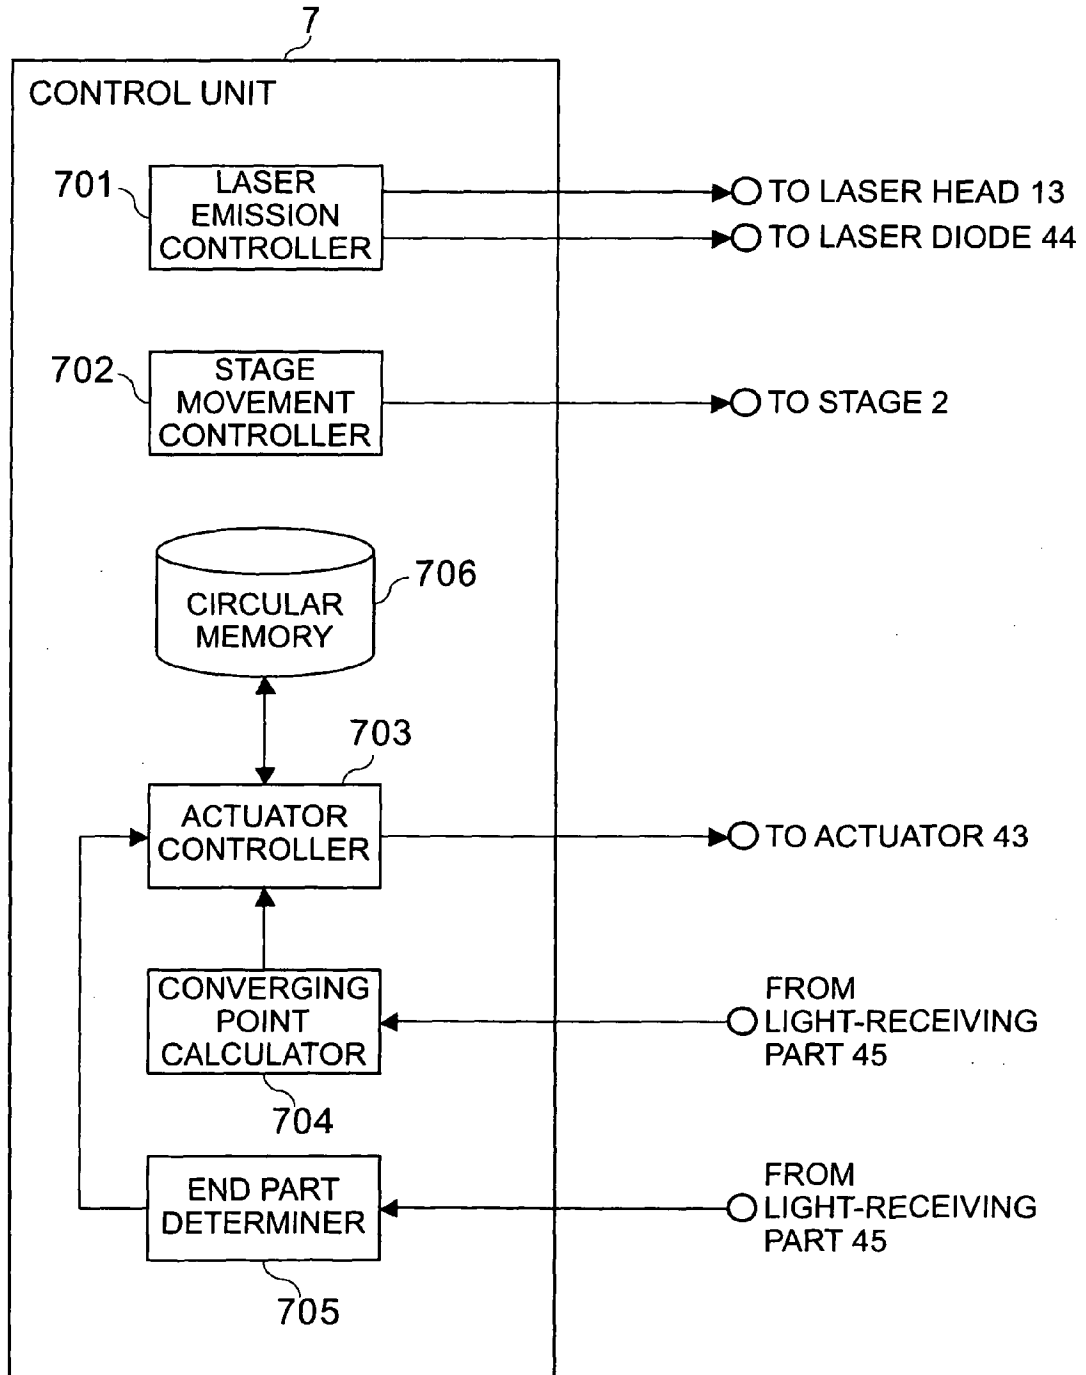 7
CONTROL UNIT
701
LASER
EMISSION
CONTROLLER
TO LASER HEAD 13
TO LASER DIODE 44
702
STAGE
MOVEMENT
CONTROLLER
TO STAGE 2
706
CIRCULAR
MEMORY
703
ACTUATOR
CONTROLLER
TO ACTUATOR 43
CONVERGING
POINT
CALCULATOR
704
FROM
LIGHT-RECEIVING
PART 45
END PART
DETERMINER
705
FROM
LIGHT-RECEIVING
PART 45